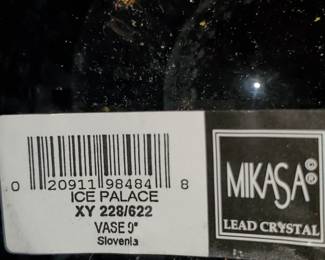 0 20911 98484 8
ICE PALACE
XY 228/622
VASE 9"
Slovenia
MIKASA®
LEAD CRYSTAL